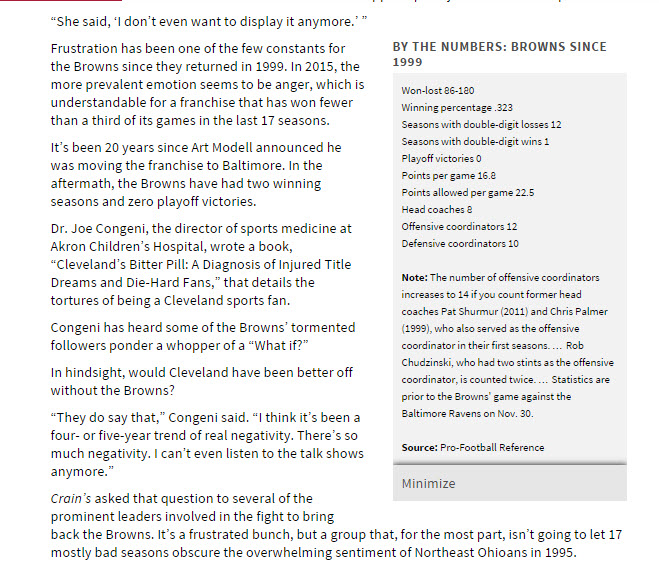 “She said, ‘I don’t even want to display it anymore.’ ”
Frustration has been one of the few constants for
the Browns since they returned in 1999. In 2015, the
more prevalent emotion seems to be anger, which is
understandable for a franchise that has won fewer
than a third of its games in the last 17 seasons.
It’s been 20 years since Art Modell announced he
was moving the franchise to Baltimore. In the
aftermath, the Browns have had two winning
seasons and zero playoff victories.
Dr. Joe Congeni, the director of sports medicine at
Akron Children’s Hospital, wrote a book,
“Cleveland’s Bitter Pill: A Diagnosis of Injured Title
Dreams and Die-Hard Fans,” that details the
tortures of being a Cleveland sports fan.
Congeni has heard some of the Browns’ tormented
followers ponder a whopper of a “What if?”
In hindsight, would Cleveland have been better off
without the Browns?
“They do say that,” Congeni said. “I think it’s been a
four- or five-year trend of real negativity. There’s so
much negativity. I can’t even listen to the talk shows
anymore.”
Crain’s asked that question to several of the
prominent leaders involved in the fight to bring
back the Browns. It’s a frustrated bunch, but a group that, for the most part, isn’t going to let 17
mostly bad seasons obscure the overwhelming sentiment of Northeast Ohioans in 1995.
BY THE NUMBERS: BROWNS SINCE
1999
Won-lost 86-180
Winning percentage .323
Seasons with double-digit losses 12
Seasons with double-digit wins 1
Playoff victories 0
Points per game 16.8
Points allowed per game 22.5
Head coaches 8
Offensive coordinators 12
Defensive coordinators 10
Note: The number of offensive coordinators
increases to 14 if you count former head
coaches Pat Shurmur (2011) and Chris Palmer
(1999), who also served as the offensive
coordinator in their first seasons. ... Rob
Chudzinski, who had two stints as the offensive
coordinator, is counted twice. ... Statistics are
prior to the Browns’ game against the
Baltimore Ravens on Nov. 30.
Source: Pro-Football Reference
Minimize